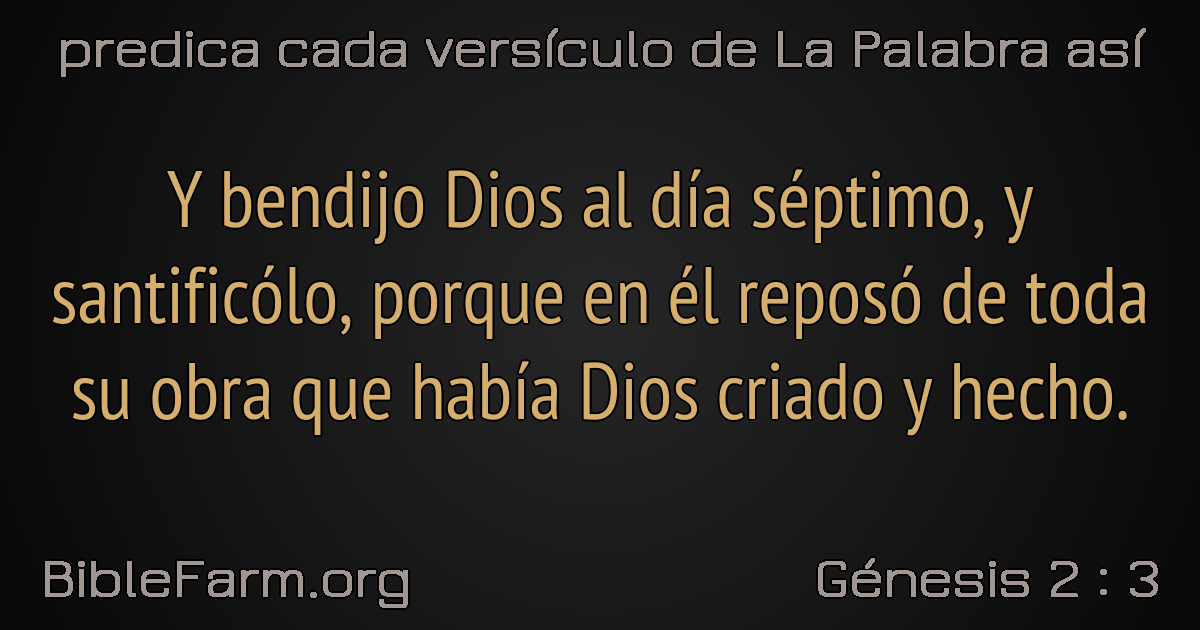 predica cada versículo de La Palabra así
Y bendijo Dios al día séptimo, y
santificólo, porque en él reposó de toda
su obra que había Dios criado y hecho.
BibleFarm.org
Génesis 2 : 3